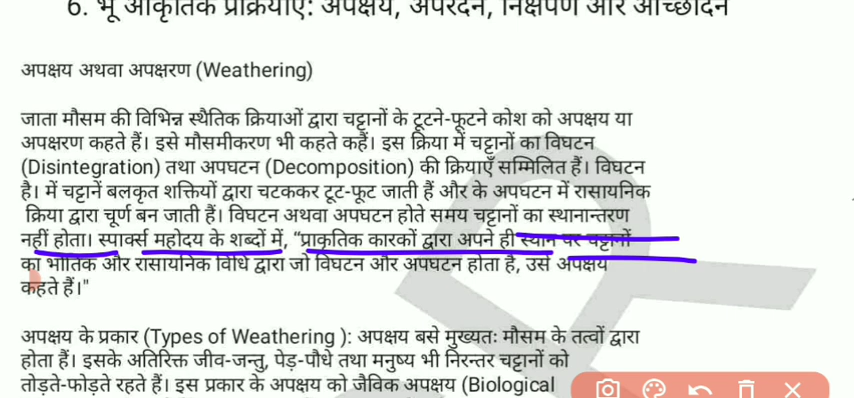 6. भू आकृतिक प्रक्रियाएँ: अपक्षय, अपरदन, निक्षेपण और आच्छादन
अपक्षय अथवा अपक्षरण (Weathering)
जाता मौसम की विभिन्न स्थैतिक क्रियाओं द्वारा चट्टानों के टूटने-फूटने कोश को अपक्षय या
अपक्षरण कहते हैं। इसे मौसमीकरण भी कहते कहैं। इस क्रिया में चट्टानों का विघटन
(Disintegration) तथा अपघटन (Decomposition) की क्रियाएँ सम्मिलित हैं। विघटन
है। में चट्टानें बलकृत शक्तियों द्वारा चटककर टूट-फूट जाती हैं और के अपघटन में रासायनिक
क्रिया द्वारा चूर्ण बन जाती हैं। विघटन अथवा अपघटन होते समय चट्टानों का स्थानान्तरण
नहीं होता। स्पार्क्स महोदय के शब्दों में, "प्राकृतिक कारकों द्वारा अपने ही स्थान पर चट्टानों
का भौतिक और रासायनिक विधि द्वारा जो विघटन और अपघटन होता है, उसे अपक्षय
कहते हैं।"
अपक्षय के प्रकार (Types of Weathering ): अपक्षय बसे मुख्यतः मौसम के तत्वों द्वारा
होता हैं। इसके अतिरिक्त जीव-जन्तु, पेड़-पौधे तथा मनुष्य भी निरन्तर चट्टानों को
तोड़ते-फोड़ते रहते हैं। इस प्रकार के अपक्षय को जैविक अपक्षय (Biological